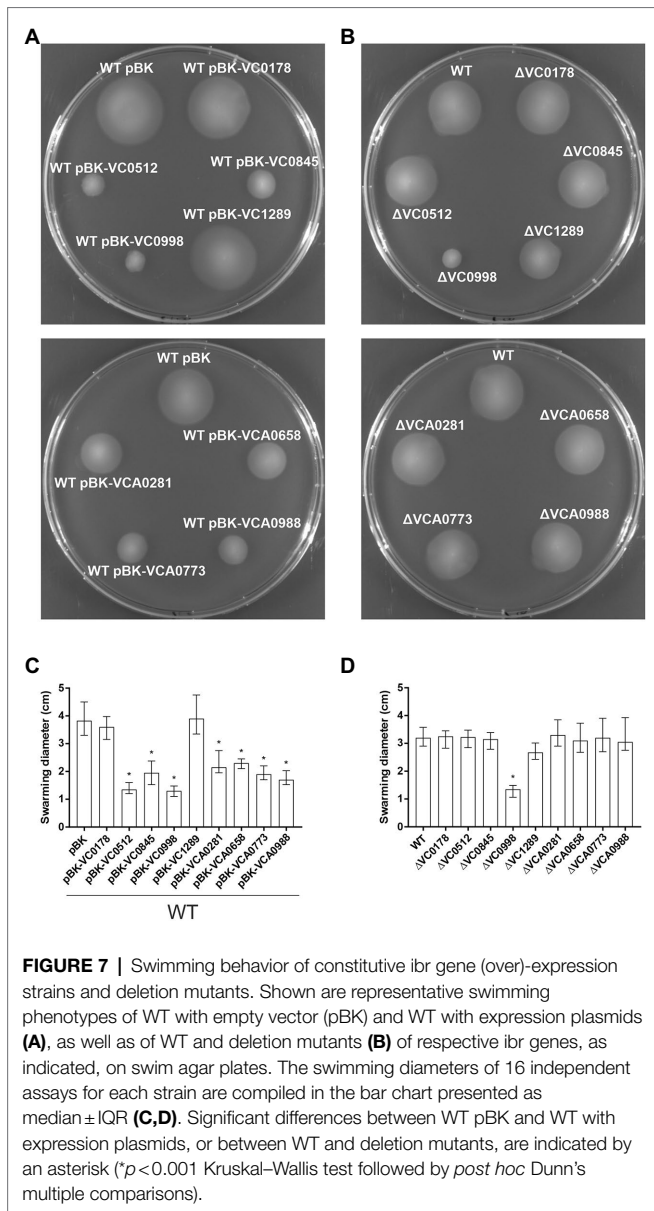 A
WT pBK WT pBK-VC0178
WT pBK-VC0512 WT pBK-VC0845
WT pBK-VC1289
WT pBK-VC0998
WT pBK
WT pBK-VCA0658
WT pBK-VCA0281
WT pBK-VCA0988
WT pBK-VCA0773
B
WT ΔVC0178
ΔVC0845
ΔVC0512
ΔVC1289
ΔVC0998
WT
ΔVCA0281 ΔVCA0658
ΔVCA0773 ΔVCA0988
C
Swarming diameter (cm)
5
4
3
2
1
0
* * * * * * *
pBK
pBK-VC0178
pBK-VC0512
pBK-VC0845
pBK-VC0998
pBK-VC1289
pBK-VCA0281
pBK-VCA0658
pBK-VCA0773
pBK-VCA0988
WT
D
Swarming diameter (cm)
5
4
3
2
1
0
*
WT
ΔVC0178
ΔVC0512
ΔVC0845
ΔVC0998
ΔVC1289
ΔVCA0281
ΔVCA0658
ΔVCA0773
ΔVCA0988
FIGURE 7 | Swimming behavior of constitutive ibr gene (over)-expression
strains and deletion mutants. Shown are representative swimming
phenotypes of WT with empty vector (pBK) and WT with expression plasmids
(A), as well as of WT and deletion mutants (B) of respective ibr genes, as
indicated, on swim agar plates. The swimming diameters of 16 independent
assays for each strain are compiled in the bar chart presented as
median ± IQR (C,D). Significant differences between WT pBK and WT with
expression plasmids, or between WT and deletion mutants, are indicated by
an asterisk (*p < 0.001 Kruskal–Wallis test followed by post hoc Dunn's
multiple comparisons).